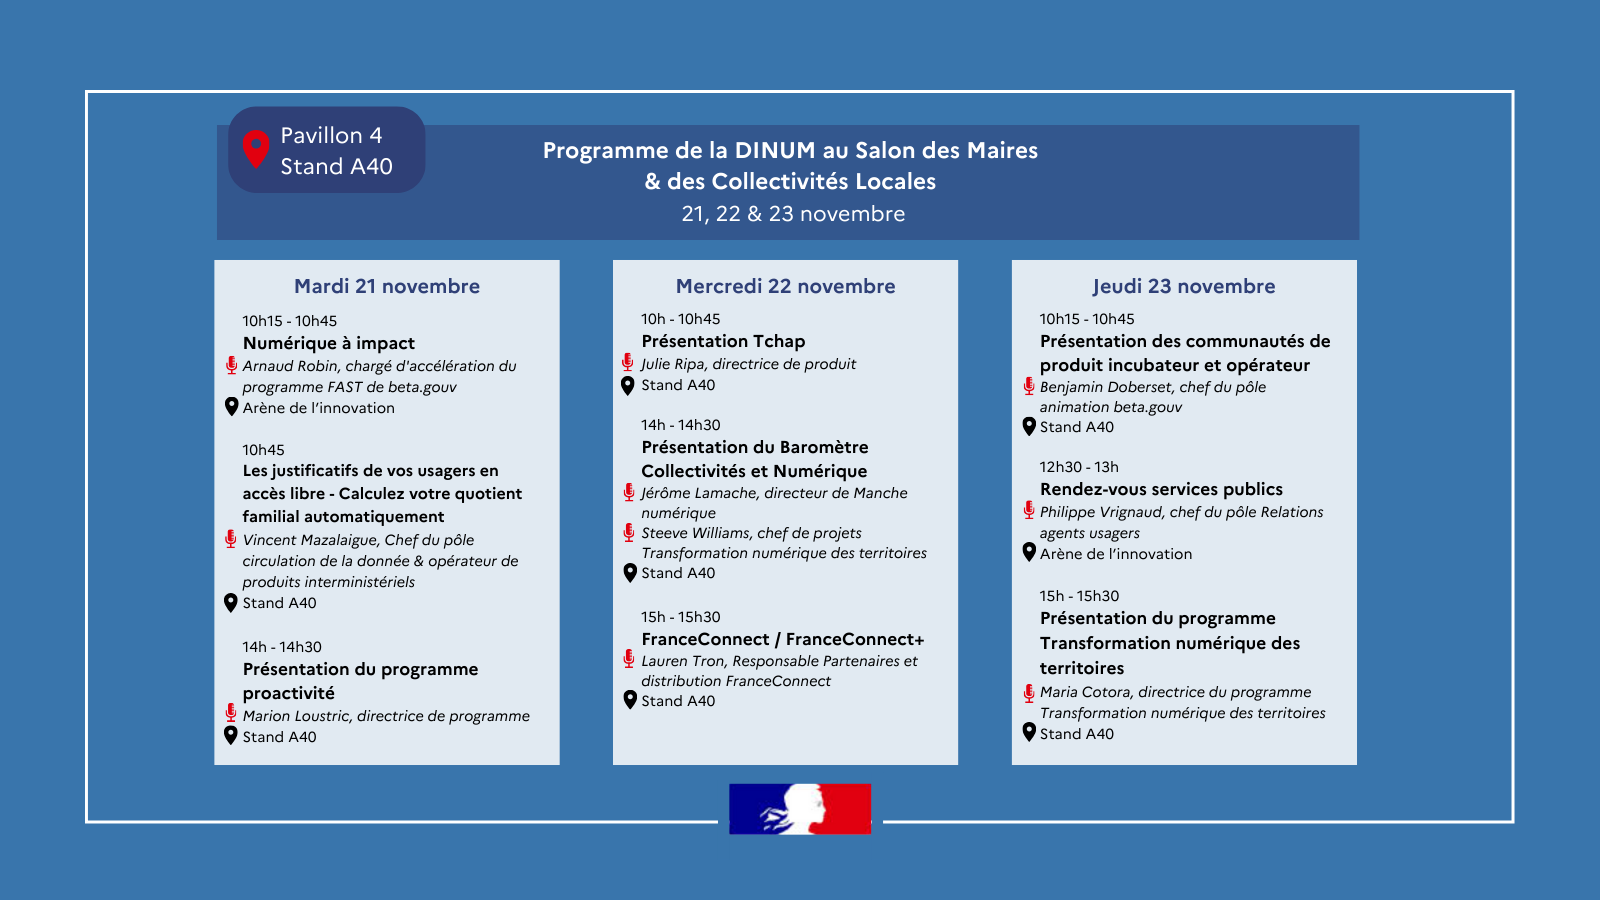 Pavillon 4
Stand A40
Programme de la DINUM au Salon des Maires
& des Collectivités Locales
21, 22 & 23 novembre
Mardi 21 novembre
10h15 - 10h45
Numérique à impact
Arnaud Robin, chargé d'accélération du
programme FAST de beta.gouv
Arène de l’innovation
10h45
Les justificatifs de vos usagers en
accès libre - Calculez votre quotient
familial automatiquement
Vincent Mazalaigue, Chef du pôle
circulation de la donnée & opérateur de
produits interministériels
Stand A40
14h - 14h30
Présentation du programme
proactivité
Marion Loustric, directrice de programme
Stand A40
Mercredi 22 novembre
10h - 10h45
Présentation Tchap
Julie Ripa, directrice de produit
Stand A40
14h - 14h30
Présentation du Baromètre
Collectivités et Numérique
Jérôme Lamache, directeur de Manche
numérique
Steeve Williams, chef de projets
Transformation numérique des territoires
Stand A40
15h - 15h30
FranceConnect / FranceConnect+
Lauren Tron, Responsable Partenaires et
distribution FranceConnect
Stand A40
Jeudi 23 novembre
10h15 - 10h45
Présentation des communautés de
produit incubateur et opérateur
Benjamin Doberset, chef du pôle
animation beta.gouv
Stand A40
12h30 - 13h
Rendez-vous services publics
Philippe Vrignaud, chef du pôle Relations
agents usagers
Arène de l’innovation
15h - 15h30
Présentation du programme
Transformation numérique des
territoires
Maria Cotora, directrice du programme
Transformation numérique des territoires
Stand A40